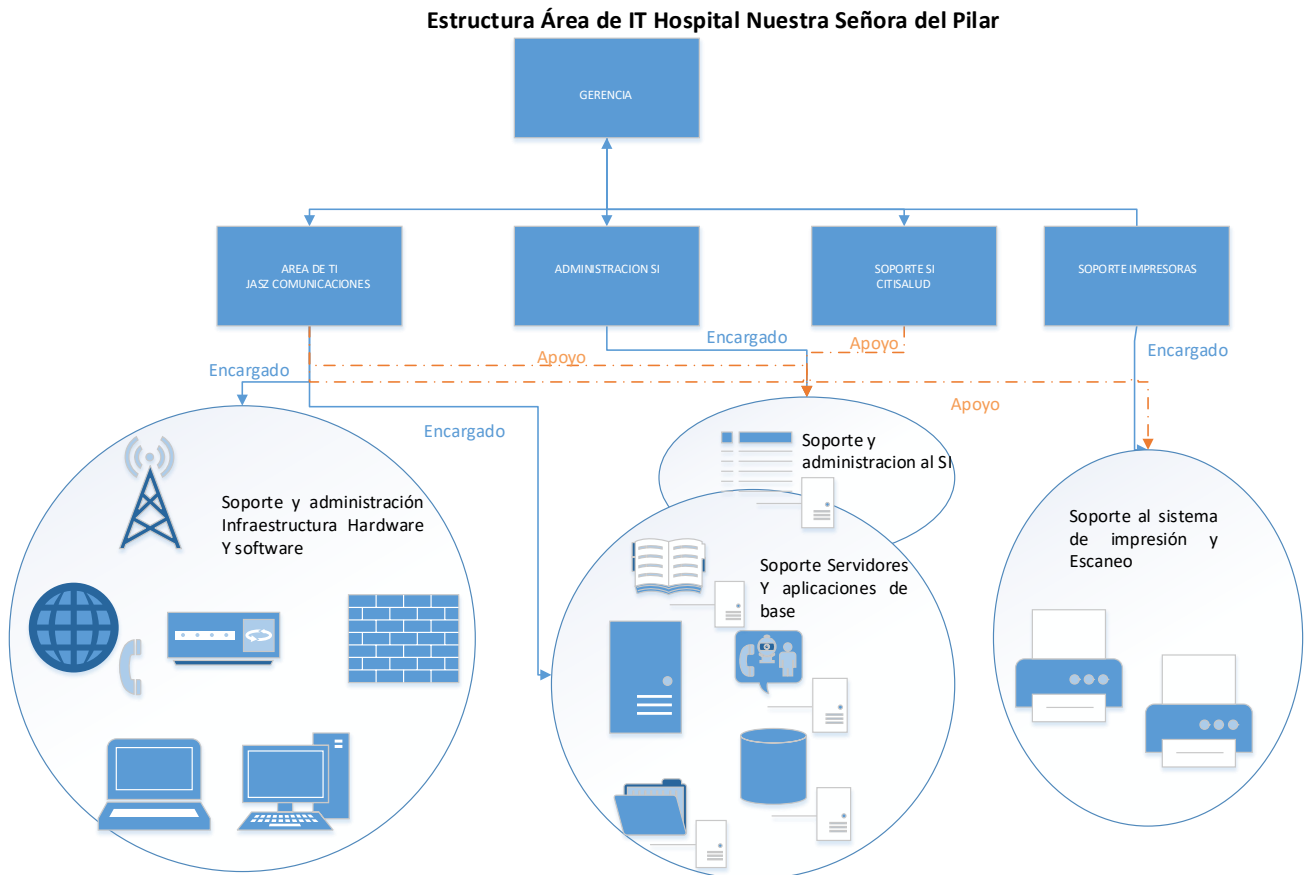 Estructura Área de IT Hospital Nuestra Señora del Pilar
GERENCIA
AREA DE TI
JASZ COMUNICACIONES
ADMINISTRACION SI
SOPORTE SI
CITISALUD
SOPORTE IMPRESORAS
Encargado
Apoyo
Encargado
Apoyo
Encargado
Apoyo
Encargado
Soporte y administración
Infraestructura Hardware
Y software
Soporte y
administracion al SI
Soporte Servidores
Y aplicaciones de
base
Soporte al sistema
de impresión y
Escaneo